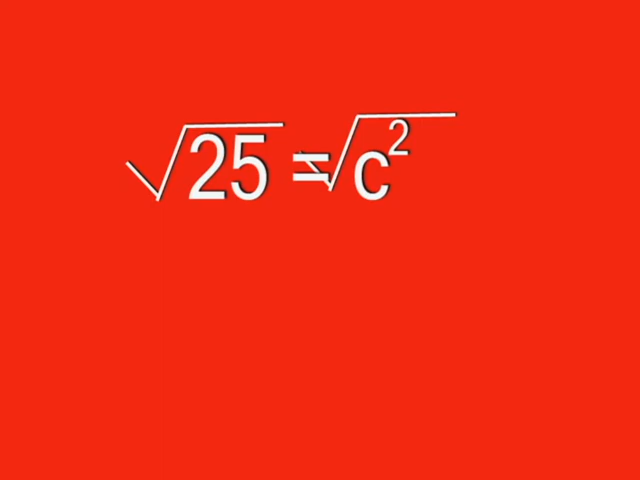 √25 = √c²